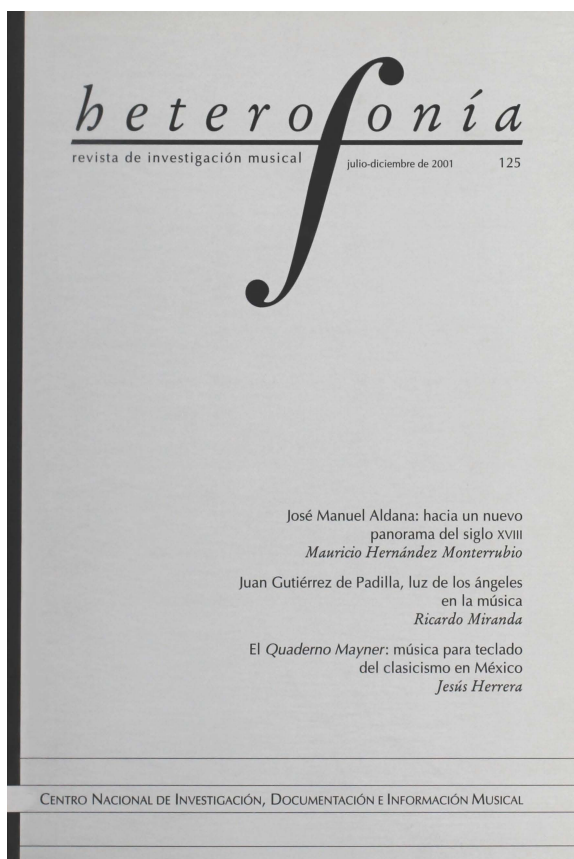 heterofonía
revista de investigación musical julio-diciembre de 2001 125
José Manuel Aldana: hacia un nuevo
panorama del siglo XVIII
Mauricio Hernández Monterrubio
Juan Gutiérrez de Padilla, luz de los ángeles
en la música
Ricardo Miranda
El Quaderno Mayner: música para teclado
del clasicismo en México
Jesús Herrera
CENTRO NACIONAL DE INVESTIGACIÓN, DOCUMENTACIÓN E INFORMACIÓN MUSICAL